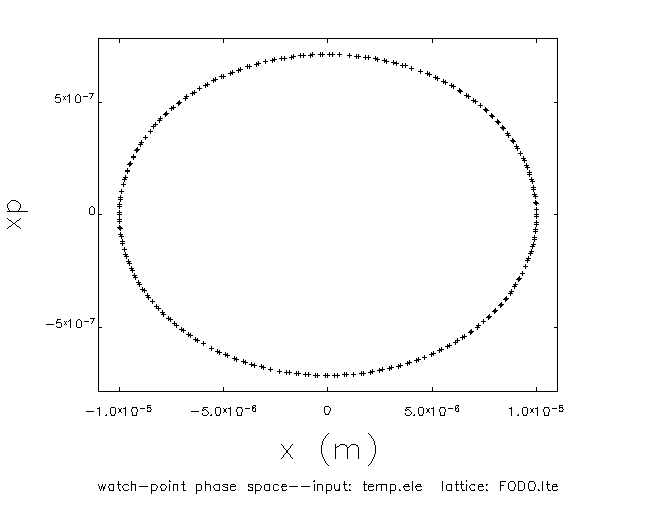 5×10⁻⁷
xp
0
−5×10⁻⁷
−1.0×10⁻⁵ −5.0×10⁻⁶ 0 5.0×10⁻⁶ 1.0×10⁻⁵
x (m)
watch−point phase space−−input: temp.ele lattice: FODO.lte